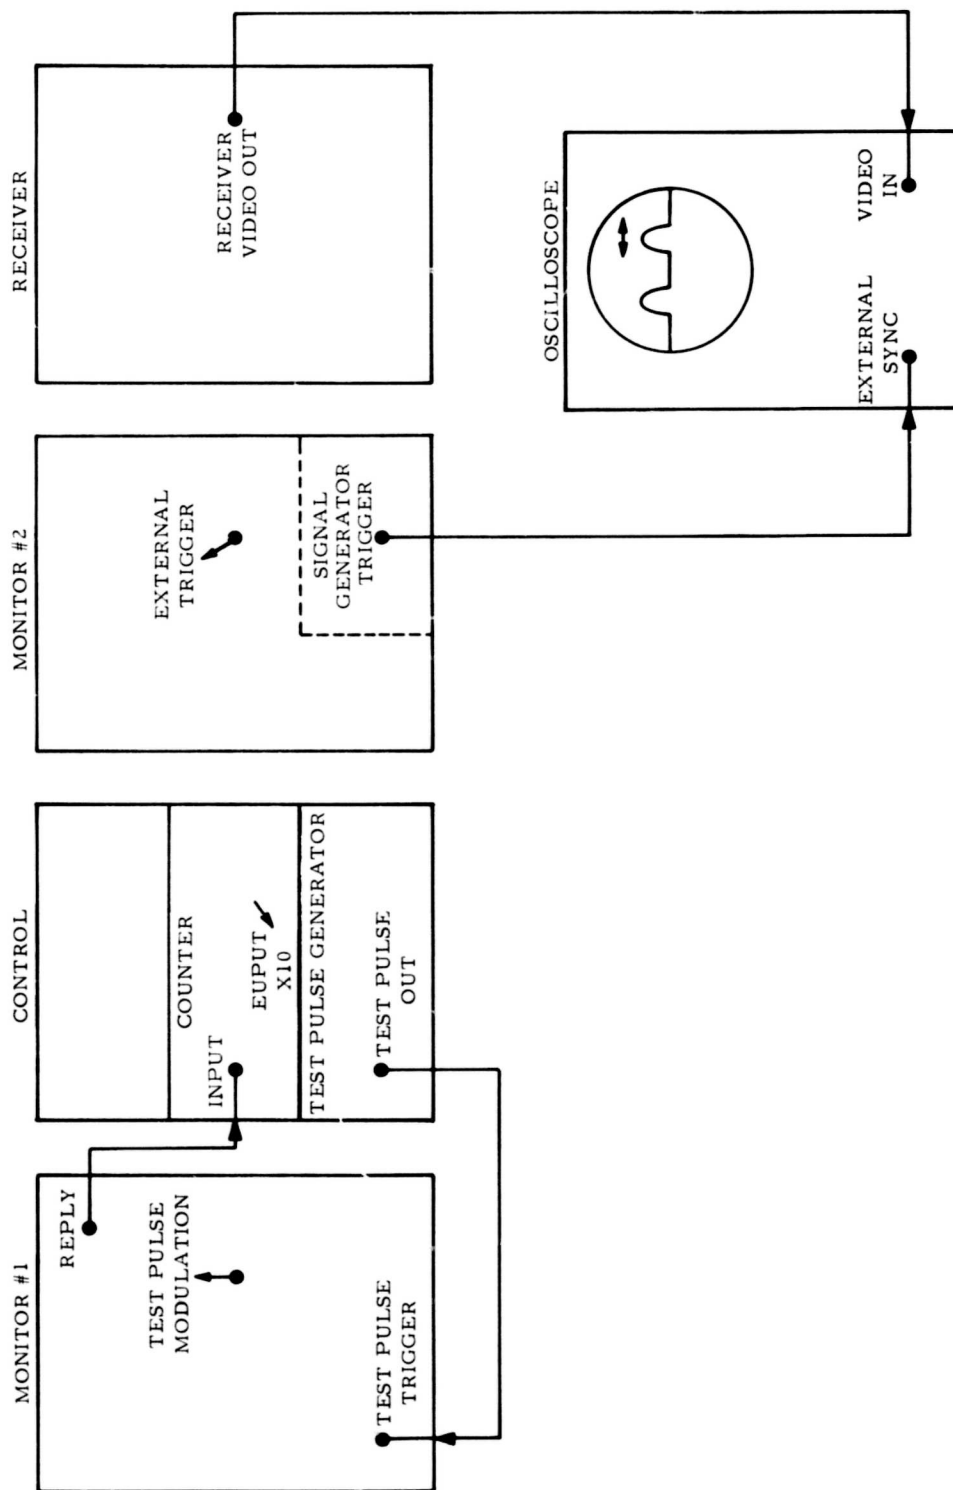 MONITOR #1
REPLY
TEST PULSE
MODULATION
TEST PULSE
TRIGGER
CONTROL
COUNTER
INPUT
EUPUT
X10
TEST PULSE GENERATOR
TEST PULSE
OUT
MONITOR #2
EXTERNAL
TRIGGER
SIGNAL
GENERATOR
TRIGGER
RECEIVER
RECEIVER
VIDEO OUT
OSCILLOSCOPE
EXTERNAL
SYNC
VIDEO
IN